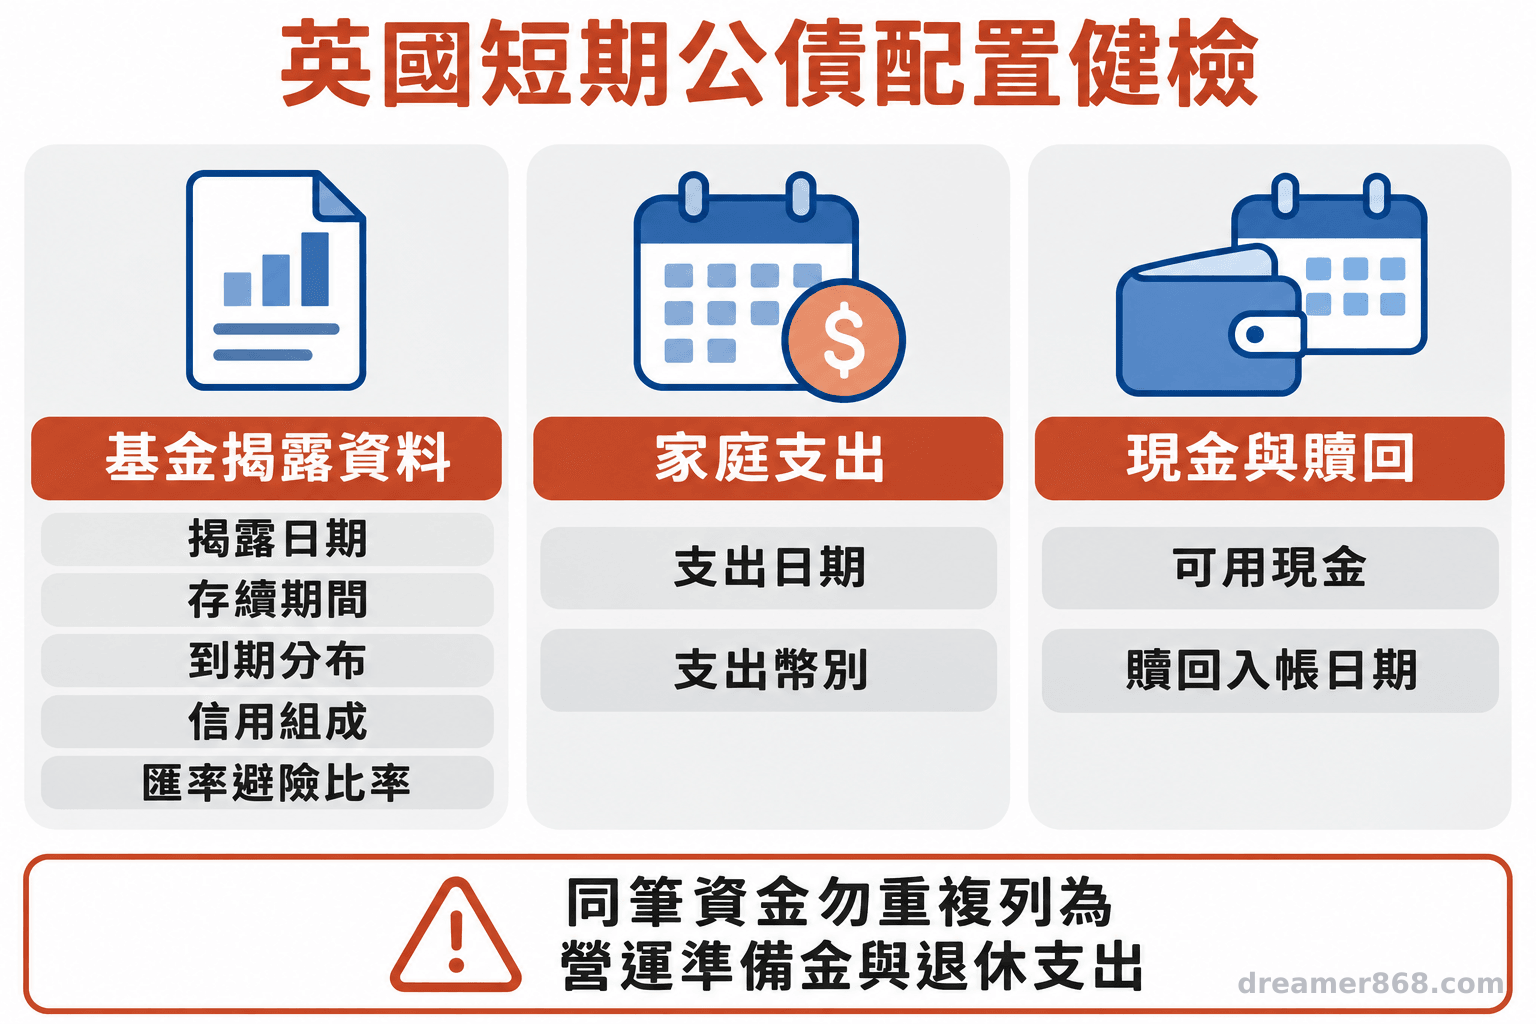 英國短期公債配置健檢
基金揭露資料
揭露日期
存續期間
到期分布
信用組成
匯率避險比率
$
家庭支出
支出日期
支出幣別
現金與贖回
可用現金
贖回入帳日期
同筆資金勿重複列為
營運準備金與退休支出
dreamer868.com